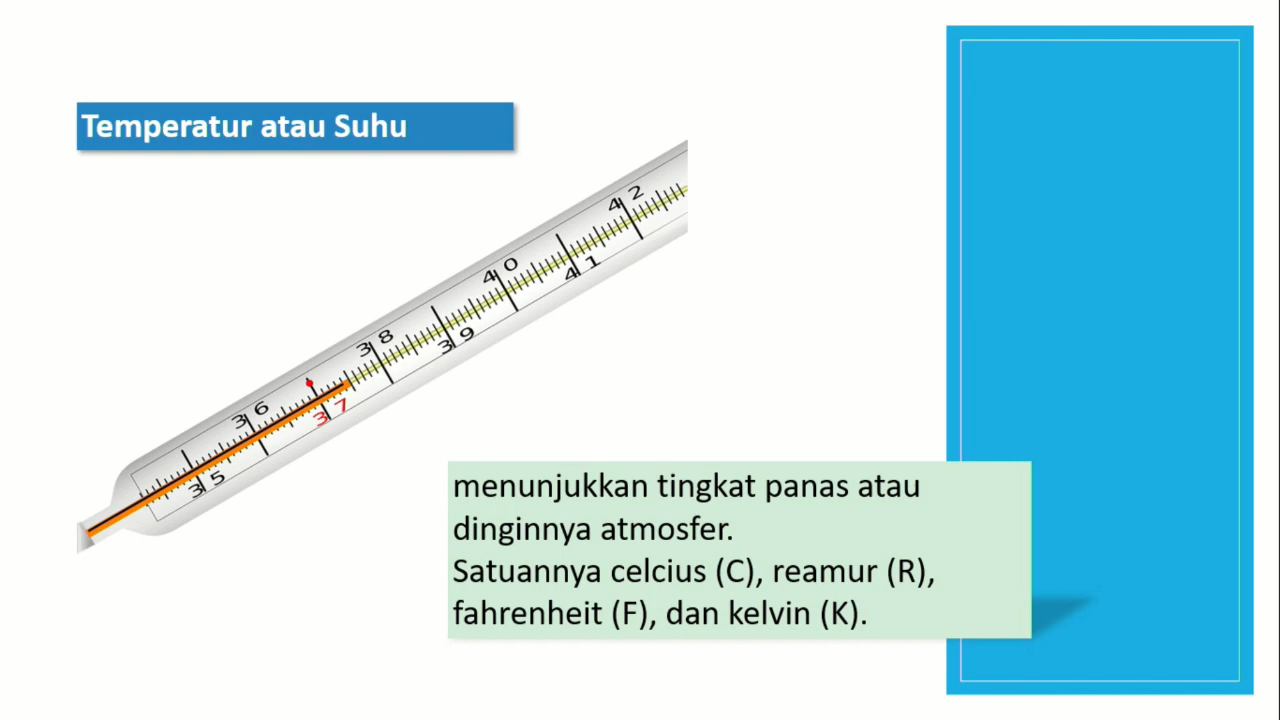 Temperatur atau Suhu
42
41
40
39
38
37
36
35
menunjukkan tingkat panas atau
dinginnya atmosfer.
Satuannya celcius (C), reamur (R),
fahrenheit (F), dan kelvin (K).